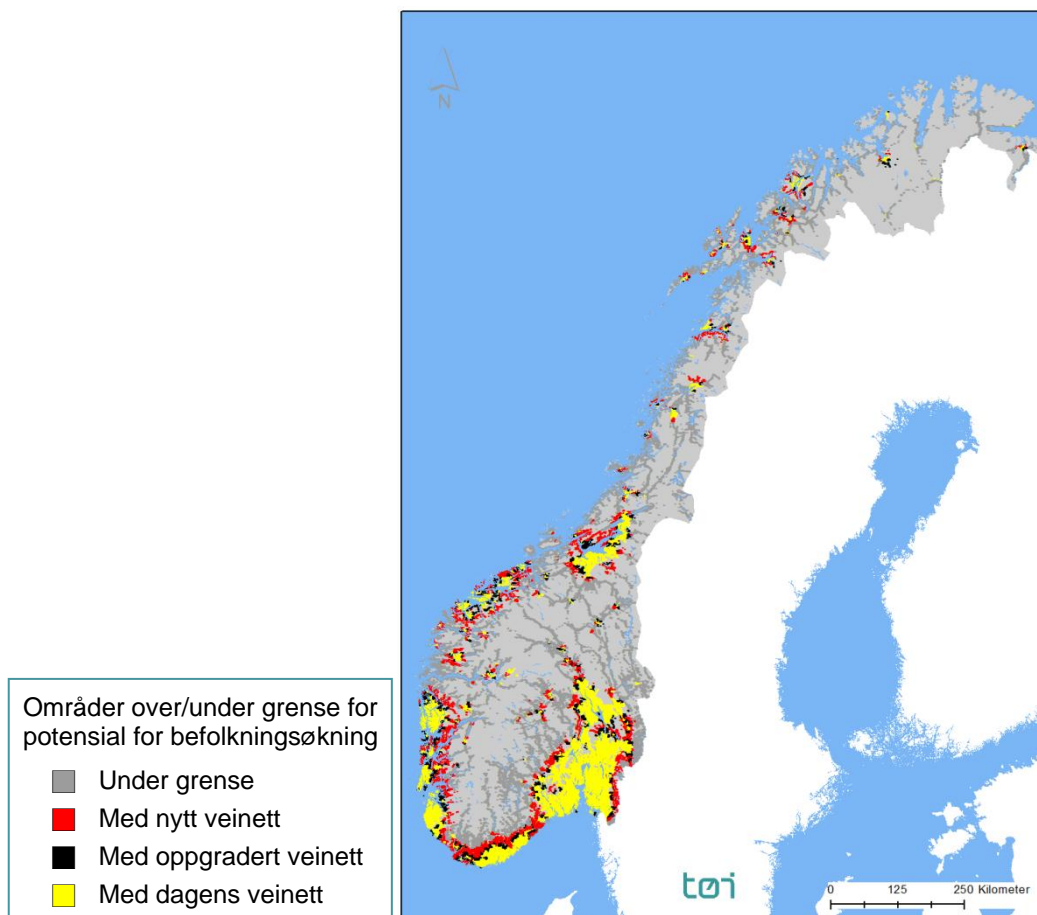 N
Områder over/under grense for
potensial for befolkningsøkning
Under grense
Med nytt veinett
Med oppgradert veinett
Med dagens veinett
tøi
0 125 250 Kilometer